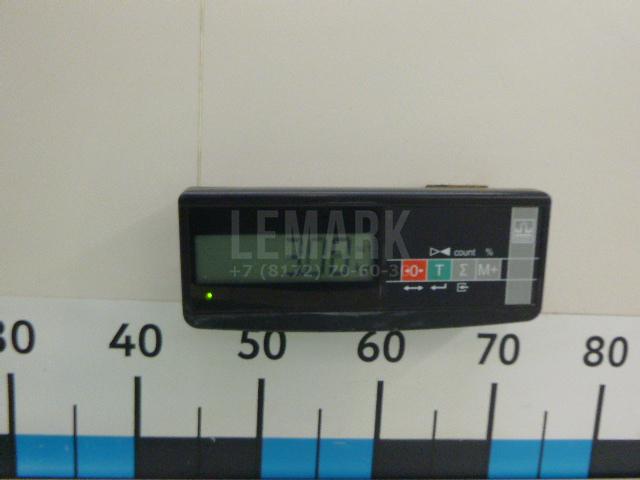 LEMARK
+7 (8172) 70-60-3
count %
→0← T Σ M+
30 40 50 60 70 80